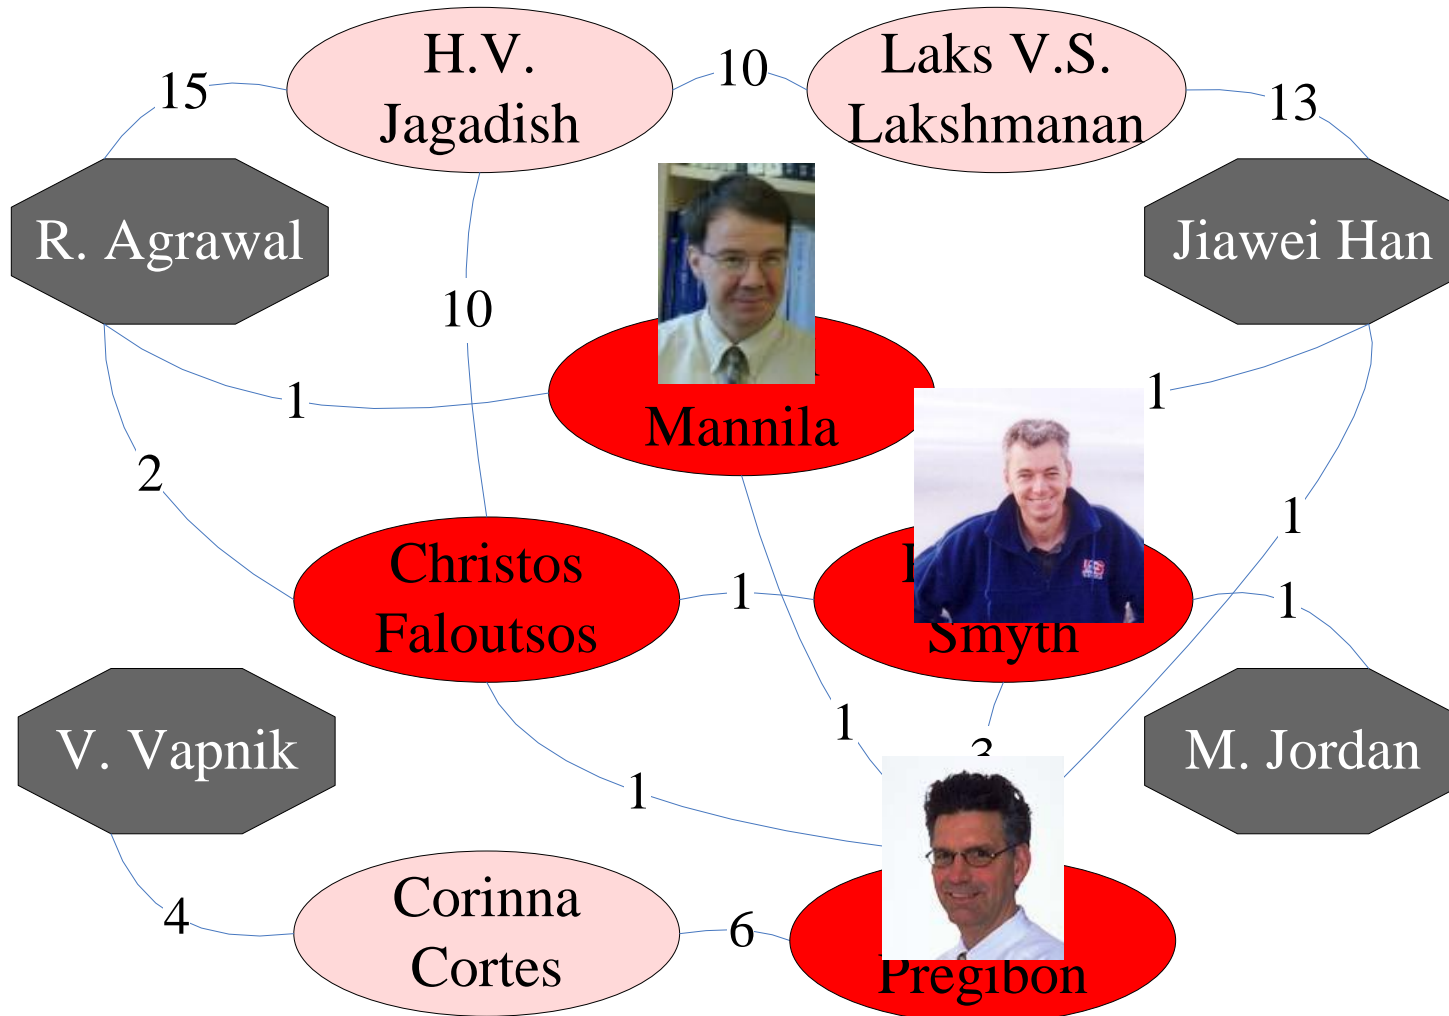 H.V.
Jagadish
10
Laks V.S.
Lakshmanan
15
13
R. Agrawal
Jiawei Han
10
1
Mannila
1
2
1
Christos
Faloutsos
1
Smyth
1
V. Vapnik
1
3
M. Jordan
1
4
Corinna
Cortes
6
Pregibon